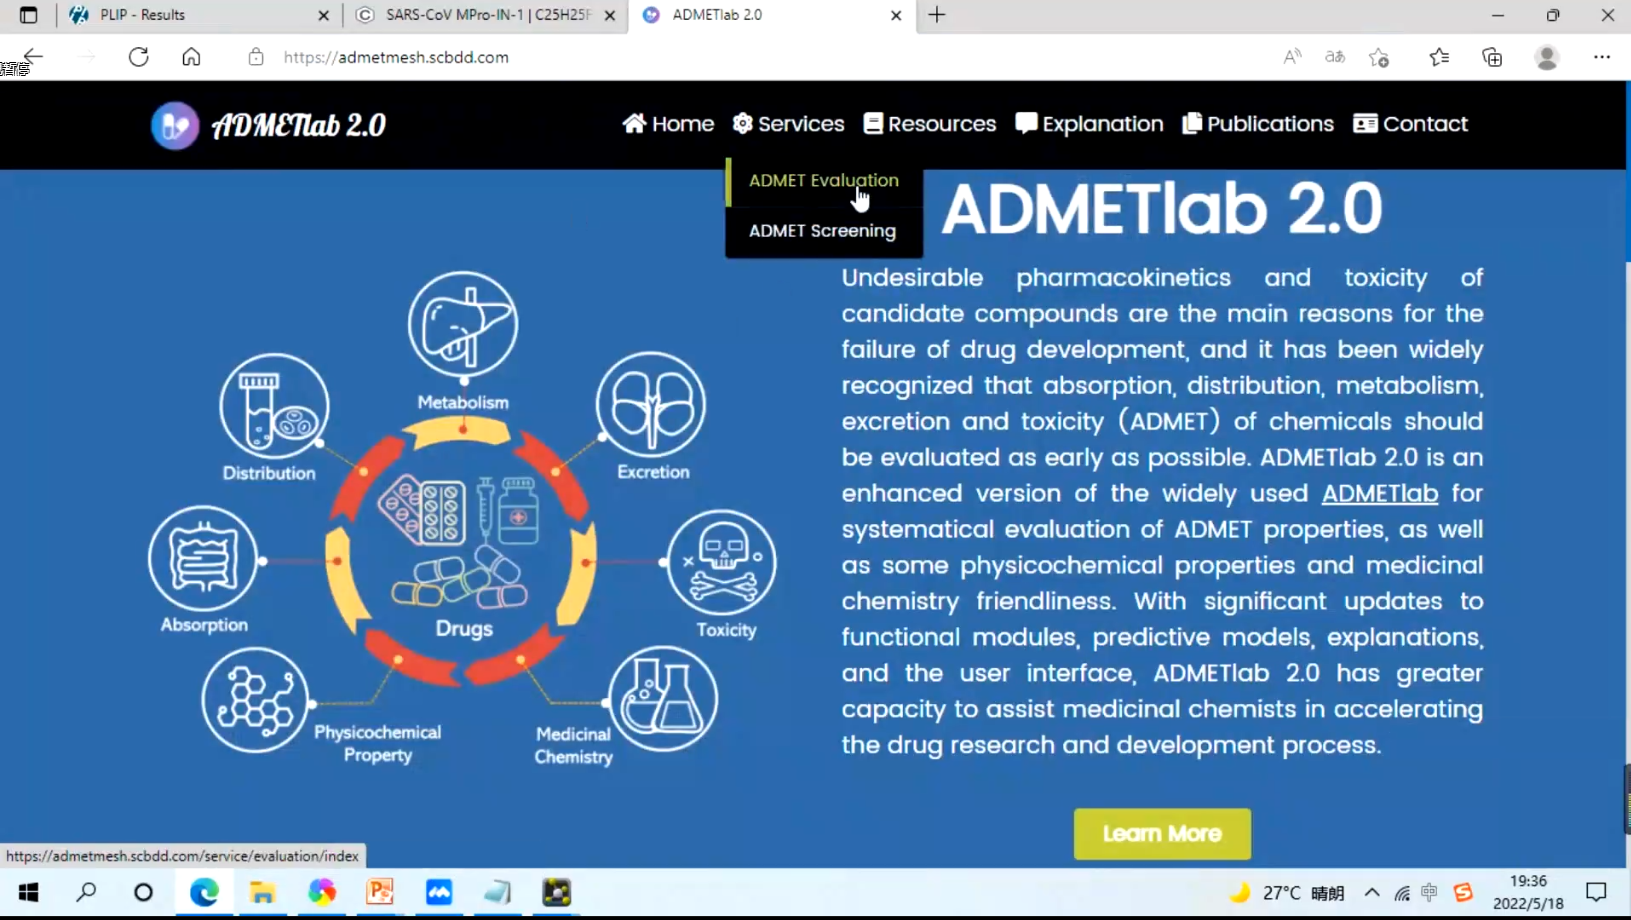 PLIP - Results
SARS-CoV MPro-IN-1 | C25H25F
ADMETlab 2.0
https://admetmesh.scbdd.com
暂停
ADMETlab 2.0
Home
Services
Resources
Explanation
Publications
Contact
ADMET Evaluation
ADMET Screening
ADMETlab 2.0
Undesirable pharmacokinetics and toxicity of
candidate compounds are the main reasons for the
failure of drug development, and it has been widely
recognized that absorption, distribution, metabolism,
excretion and toxicity (ADMET) of chemicals should
be evaluated as early as possible. ADMETlab 2.0 is an
enhanced version of the widely used ADMETlab for
systematical evaluation of ADMET properties, as well
as some physicochemical properties and medicinal
chemistry friendliness. With significant updates to
functional modules, predictive models, explanations,
and the user interface, ADMETlab 2.0 has greater
capacity to assist medicinal chemists in accelerating
the drug research and development process.
Learn More
Metabolism
Distribution
Excretion
Absorption
Drugs
Toxicity
Physicochemical
Property
Medicinal
Chemistry
https://admetmesh.scbdd.com/service/evaluation/index
27°C 晴朗
中
19:36
2022/5/18